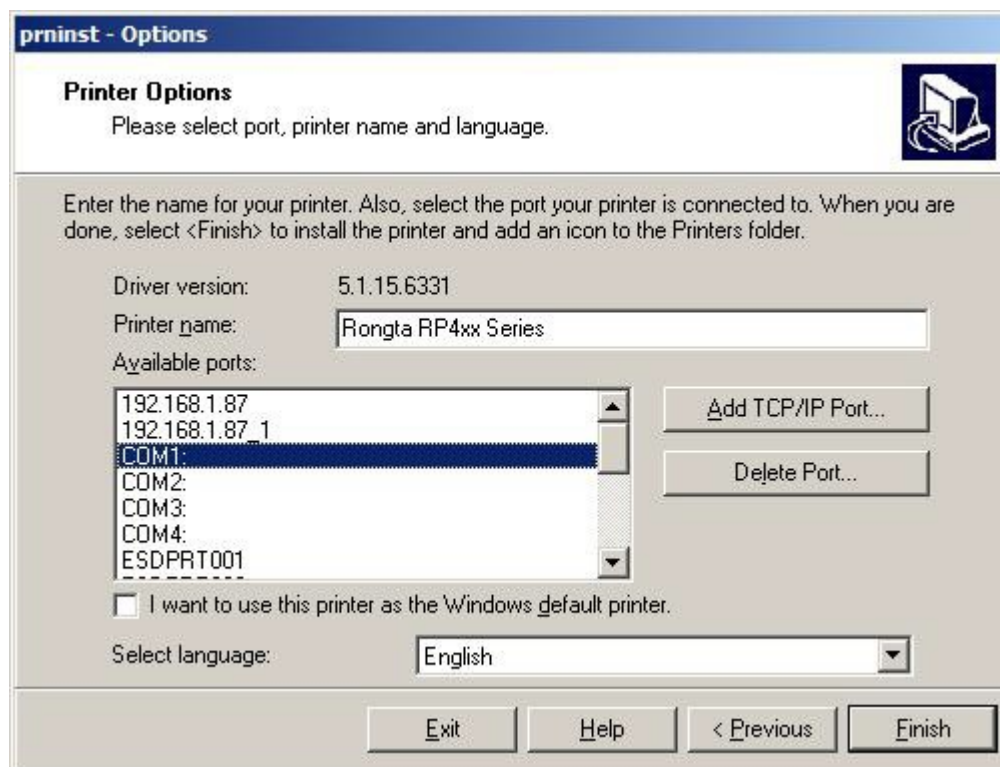 prninst - Options
Printer Options
Please select port, printer name and language.
Enter the name for your printer. Also, select the port your printer is connected to. When you are
done, select <Finish> to install the printer and add an icon to the Printers folder.
Driver version: 5.1.15.6331
Printer name: Rongta RP4xx Series
Available ports:
192.168.1.87
192.168.1.87_1
COM1:
COM2:
COM3:
COM4:
ESDPRT001
Add TCP/IP Port...
Delete Port...
I want to use this printer as the Windows default printer.
Select language: English
Exit Help < Previous Finish